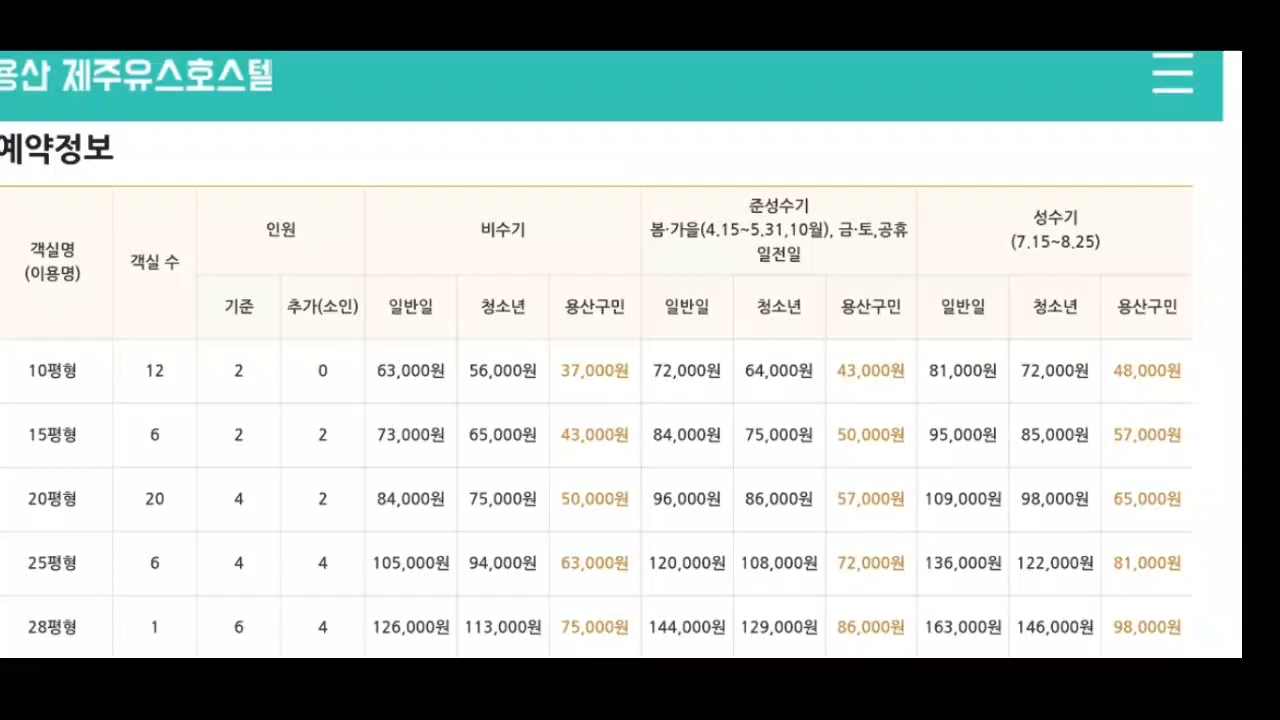 용산 제주유스호스텔
예약정보
객실명
(이용명)
객실 수
인원
비수기
준성수기
봄·가을(4.15~5.31,10월), 금·토,공휴
일전일
성수기
(7.15~8.25)
기준 추가(소인) 일반일 청소년 용산구민 일반일 청소년 용산구민 일반일 청소년 용산구민
10평형 12 2 0 63,000원 56,000원 37,000원 72,000원 64,000원 43,000원 81,000원 72,000원 48,000원
15평형 6 2 2 73,000원 65,000원 43,000원 84,000원 75,000원 50,000원 95,000원 85,000원 57,000원
20평형 20 4 2 84,000원 75,000원 50,000원 96,000원 86,000원 57,000원 109,000원 98,000원 65,000원
25평형 6 4 4 105,000원 94,000원 63,000원 120,000원 108,000원 72,000원 136,000원 122,000원 81,000원
28평형 1 6 4 126,000원 113,000원 75,000원 144,000원 129,000원 86,000원 163,000원 146,000원 98,000원